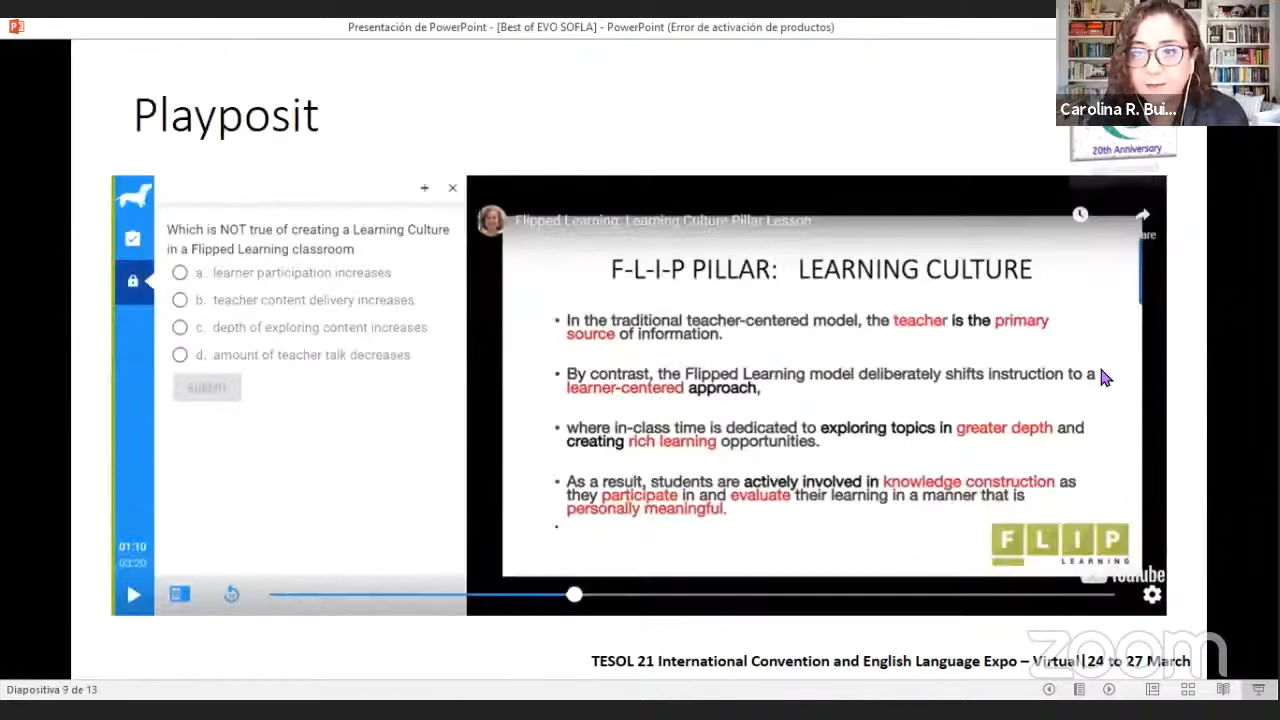 Presentación de PowerPoint - [Best of EVO SOFLA] - PowerPoint (Error de activación de productos)
Carolina R. Bui...
20th Anniversary
Playposit
Which is NOT true of creating a Learning Culture
in a Flipped Learning classroom
a. learner participation increases
b. teacher content delivery increases
c. depth of exploring content increases
d. amount of teacher talk decreases
SUBMIT
01:10
03:20
Flipped Learning: Learning Culture Pillar Lesson
are
F-L-I-P PILLAR: LEARNING CULTURE
• In the traditional teacher-centered model, the teacher is the primary
source of information.
• By contrast, the Flipped Learning model deliberately shifts instruction to a
learner-centered approach,
• where in-class time is dedicated to exploring topics in greater depth and
creating rich learning opportunities.
• As a result, students are actively involved in knowledge construction as
they participate in and evaluate their learning in a manner that is
personally meaningful.
•
FLIP
LEARNING
YouTube
zoom
TESOL 21 International Convention and English Language Expo – Virtual|24 to 27 March
Diapositiva 9 de 13